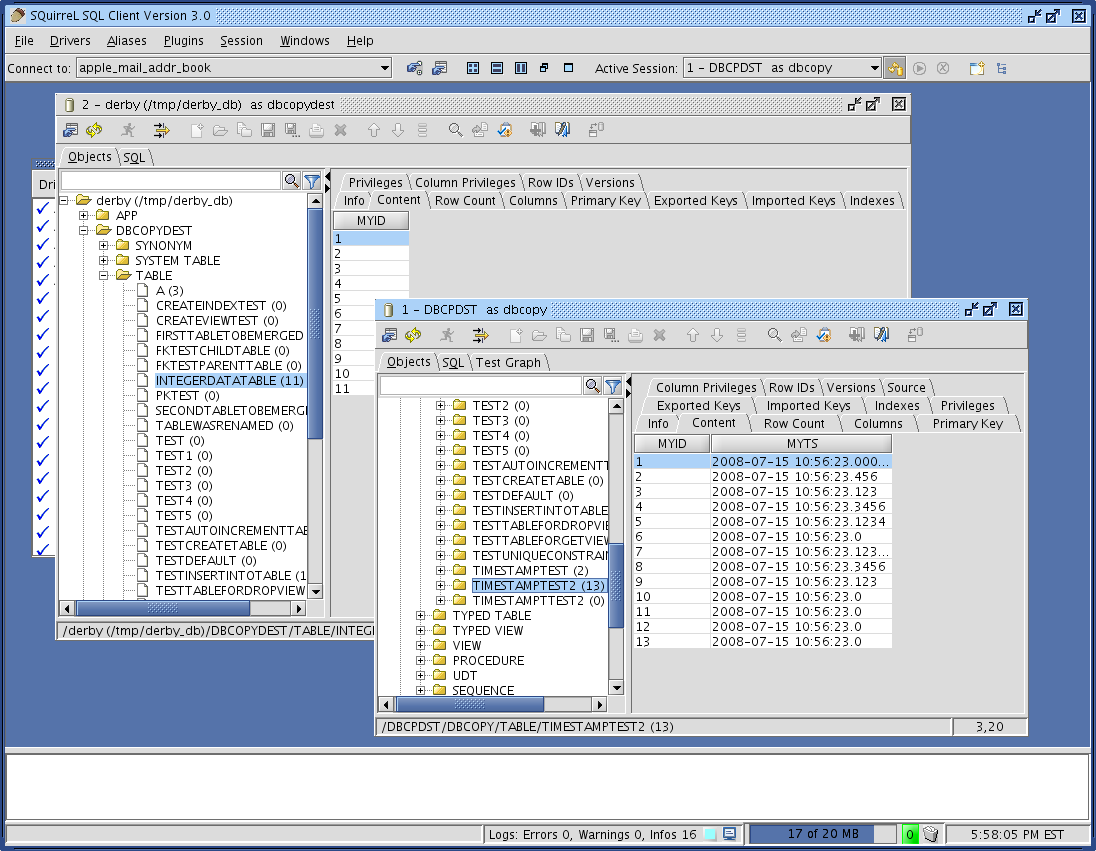 SQuirreL SQL Client Version 3.0
File Drivers Aliases Plugins Session Windows Help
Connect to: apple_mail_addr_book Active Session: 1 - DBCPDST as dbcopy
2 - derby (/tmp/derby_db) as dbcopydest
Objects SQL
Dri
derby (/tmp/derby_db)
APP
DBCOPYDEST
SYNONYM
SYSTEM TABLE
TABLE
A (3)
CREATEINDEXTEST (0)
CREATEVIEWTEST (0)
FIRSTTABLETOBEMERGED
FKTESTCHILDTABLE (0)
FKTESTPARENTTABLE (0)
INTEGERDATATABLE (11)
PKTEST (0)
SECONDTABLETOBEMERG
TABLEWASRENAMED (0)
TEST (0)
TEST1 (0)
TEST2 (0)
TEST3 (0)
TEST4 (0)
TEST5 (0)
TESTAUTOINCREMENTTAB
TESTCREATETABLE (0)
TESTDEFAULT (0)
TESTINSERTINTOTABLE (1
TESTTABLEFORDROPVIEW
/derby (/tmp/derby_db)/DBCOPYDEST/TABLE/INTEG
Privileges Column Privileges Row IDs Versions
Info Content Row Count Columns Primary Key Exported Keys Imported Keys Indexes
MYID
1
2
3
4
5
6
7
8
9
10
11
1 - DBCPDST as dbcopy
Objects SQL Test Graph
TEST2 (0)
TEST3 (0)
TEST4 (0)
TEST5 (0)
TESTAUTOINCREMENTT
TESTCREATETABLE (0)
TESTDEFAULT (0)
TESTINSERTINTOTABLE
TESTTABLEFORDROPVIE
TESTTABLEFORGETVIEW
TESTUNIQUECONSTRAIN
TIMESTAMPTEST (2)
TIMESTAMPTEST2 (13)
TIMESTAMPTTEST2 (0)
TYPED TABLE
TYPED VIEW
VIEW
PROCEDURE
UDT
SEQUENCE
Column Privileges Row IDs Versions Source
Exported Keys Imported Keys Indexes Privileges
Info Content Row Count Columns Primary Key
MYID MYTS
1 2008-07-15 10:56:23.000...
2 2008-07-15 10:56:23.456
3 2008-07-15 10:56:23.123
4 2008-07-15 10:56:23.3456
5 2008-07-15 10:56:23.1234
6 2008-07-15 10:56:23.0
7 2008-07-15 10:56:23.123...
8 2008-07-15 10:56:23.3456
9 2008-07-15 10:56:23.123
10 2008-07-15 10:56:23.0
11 2008-07-15 10:56:23.0
12 2008-07-15 10:56:23.0
13 2008-07-15 10:56:23.0
/DBCPDST/DBCOPY/TABLE/TIMESTAMPTEST2 (13) 3,20
Logs: Errors 0, Warnings 0, Infos 16 17 of 20 MB 0 5:58:05 PM EST